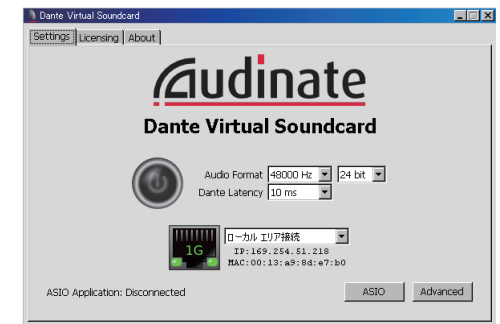 Dante Virtual Soundcard
Settings Licensing About
Audinate
Dante Virtual Soundcard
Audio Format 48000 Hz 24 bit
Dante Latency 10 ms
ローカル エリア接続
1G
IP:169.254.51.218
MAC:00:13:a9:8d:e7:b0
ASIO Application: Disconnected ASIO Advanced